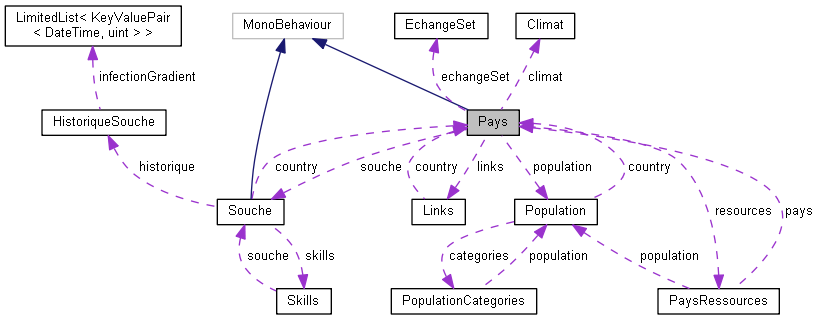 LimitedList< KeyValuePair
< DateTime, uint > >
MonoBehaviour
EchangeSet
Climat
infectionGradient
echangeSet
climat
HistoriqueSouche
Pays
historique
country
souche
country
links
population
country
resources
pays
Souche
Links
Population
souche
skills
categories
population
population
Skills
PopulationCategories
PaysRessources